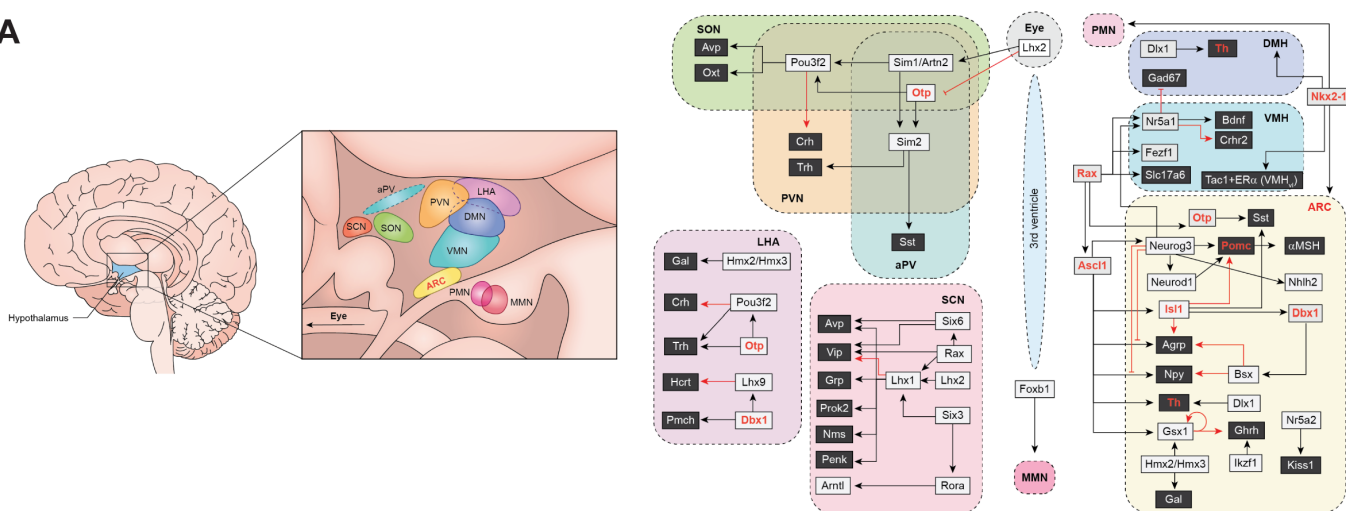 A
Hypothalamus
aPV
PVN
LHA
SCN
SON
DMN
VMN
ARC
PMN
MMN
Eye
SON
Avp
Oxt
Pou3f2
Sim1/Artn2
Otp
Crh
Trh
Sim2
PVN
Sst
aPV
Eye
Lhx2
3rd ventricle
Foxb1
MMN
LHA
Gal
Hmx2/Hmx3
Crh
Pou3f2
Trh
Otp
Hcrt
Lhx9
Pmch
Dbx1
SCN
Avp
Six6
Vip
Rax
Grp
Lhx1
Lhx2
Prok2
Six3
Nms
Penk
Arntl
Rora
PMN
Dlx1
Th
DMH
Gad67
Nkx2-1
Nr5a1
Bdnf
VMH
Crhr2
Fezf1
Rax
Slc17a6
Tac1+ERα (VMHvl)
ARC
Otp
Sst
Neurog3
Pomc
αMSH
Ascl1
Neurod1
Nhlh2
Isl1
Dbx1
Agrp
Npy
Bsx
Th
Dlx1
Gsx1
Ghrh
Nr5a2
Hmx2/Hmx3
Ikzf1
Kiss1
Gal